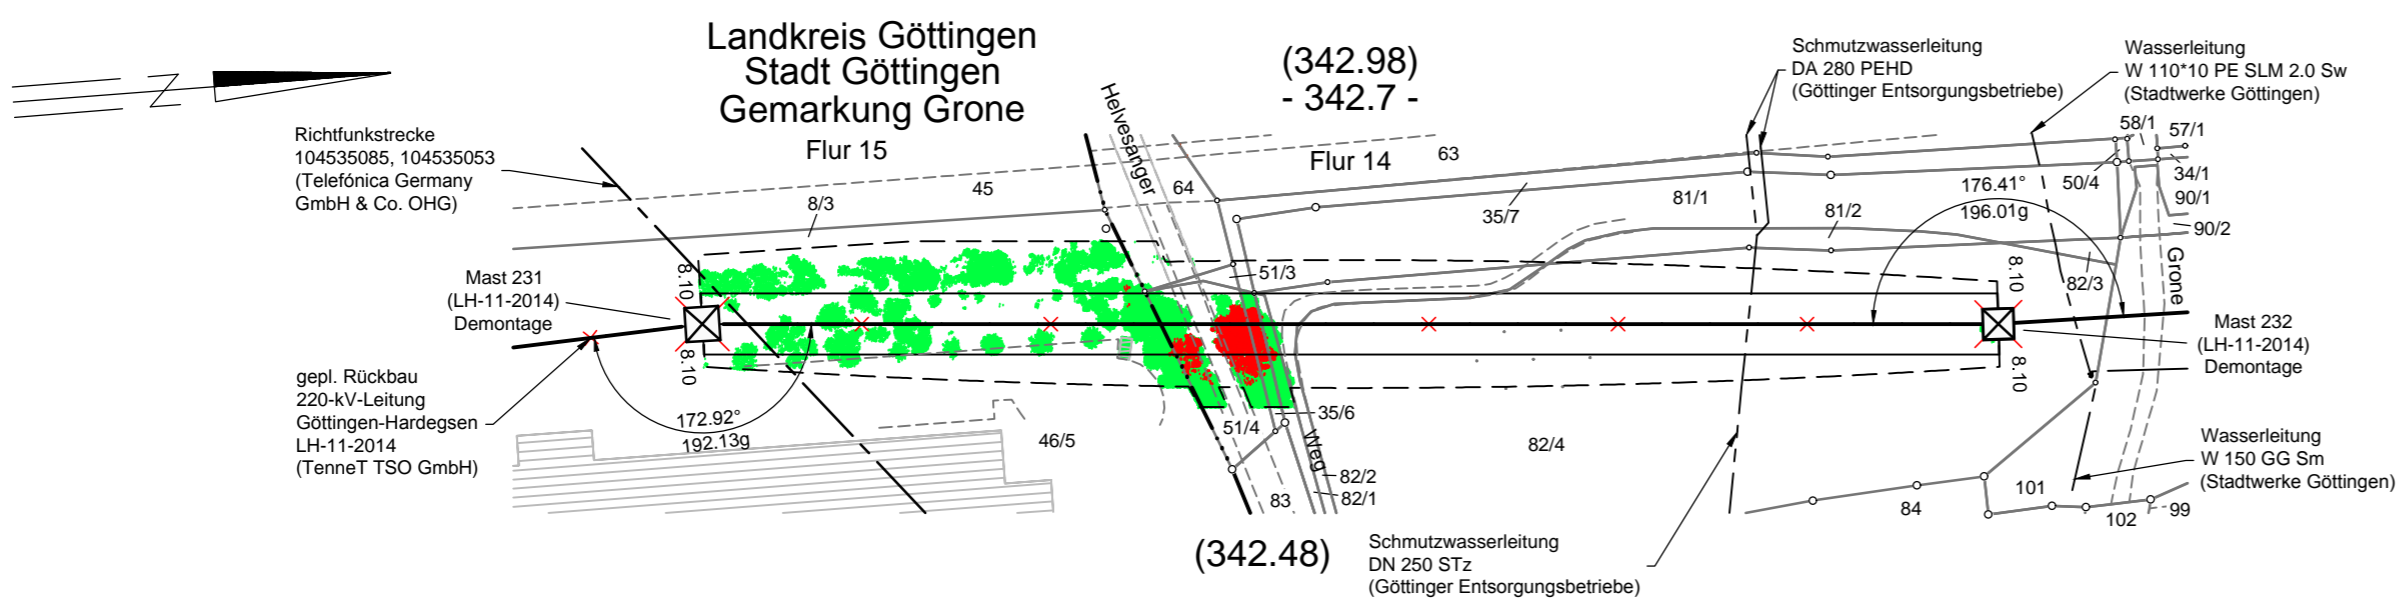 Landkreis Göttingen
Stadt Göttingen
Gemarkung Grone
Flur 15
(342.98)
- 342.7 -
Flur 14
Richtfunkstrecke
104535085, 104535053
(Telefónica Germany
GmbH & Co. OHG)
Schmutzwasserleitung
DA 280 PEHD
(Göttinger Entsorgungsbetriebe)
Wasserleitung
W 110*10 PE SLM 2.0 Sw
(Stadtwerke Göttingen)
Helvesanger
63
45
64
8/3
35/7
81/1
81/2
176.41°
196.01g
50/4
58/1
57/1
34/1
90/1
90/2
Grone
82/3
51/3
Mast 231
(LH-11-2014)
Demontage
8.10
8.10
8.10
8.10
Mast 232
(LH-11-2014)
Demontage
gepl. Rückbau
220-kV-Leitung
Göttingen-Hardegsen
LH-11-2014
(TenneT TSO GmbH)
172.92°
192.13g
46/5
51/4
35/6
Weg
82/2
82/1
83
82/4
84
101
102
99
Wasserleitung
W 150 GG Sm
(Stadtwerke Göttingen)
(342.48)
Schmutzwasserleitung
DN 250 STz
(Göttinger Entsorgungsbetriebe)
Z